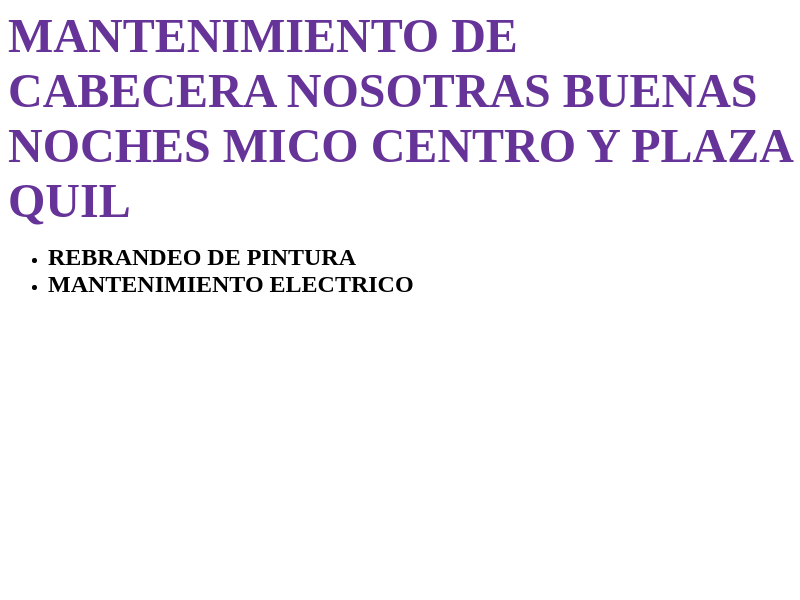 MANTENIMIENTO DE
CABECERA NOSOTRAS BUENAS
NOCHES MICO CENTRO Y PLAZA
QUIL
• REBRANDEO DE PINTURA
• MANTENIMIENTO ELECTRICO